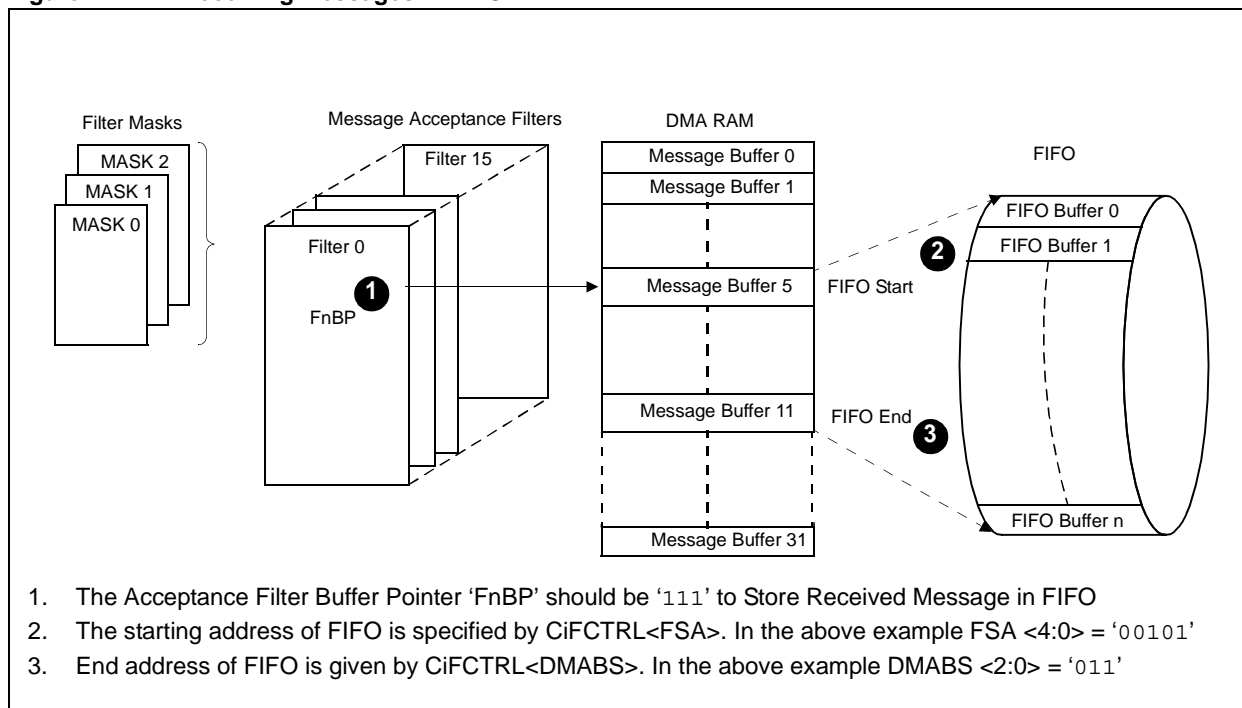 Filter Masks
MASK 2
MASK 1
MASK 0
Message Acceptance Filters
Filter 15
Filter 0
1
FnBP
DMA RAM
Message Buffer 0
Message Buffer 1
Message Buffer 5
Message Buffer 11
Message Buffer 31
FIFO
2
FIFO Start
FIFO End
3
FIFO Buffer 0
FIFO Buffer 1
FIFO Buffer n
1. The Acceptance Filter Buffer Pointer ‘FnBP’ should be ‘111’ to Store Received Message in FIFO
2. The starting address of FIFO is specified by CiFCTRL<FSA>. In the above example FSA <4:0> = ‘00101’
3. End address of FIFO is given by CiFCTRL<DMABS>. In the above example DMABS <2:0> = ‘011’